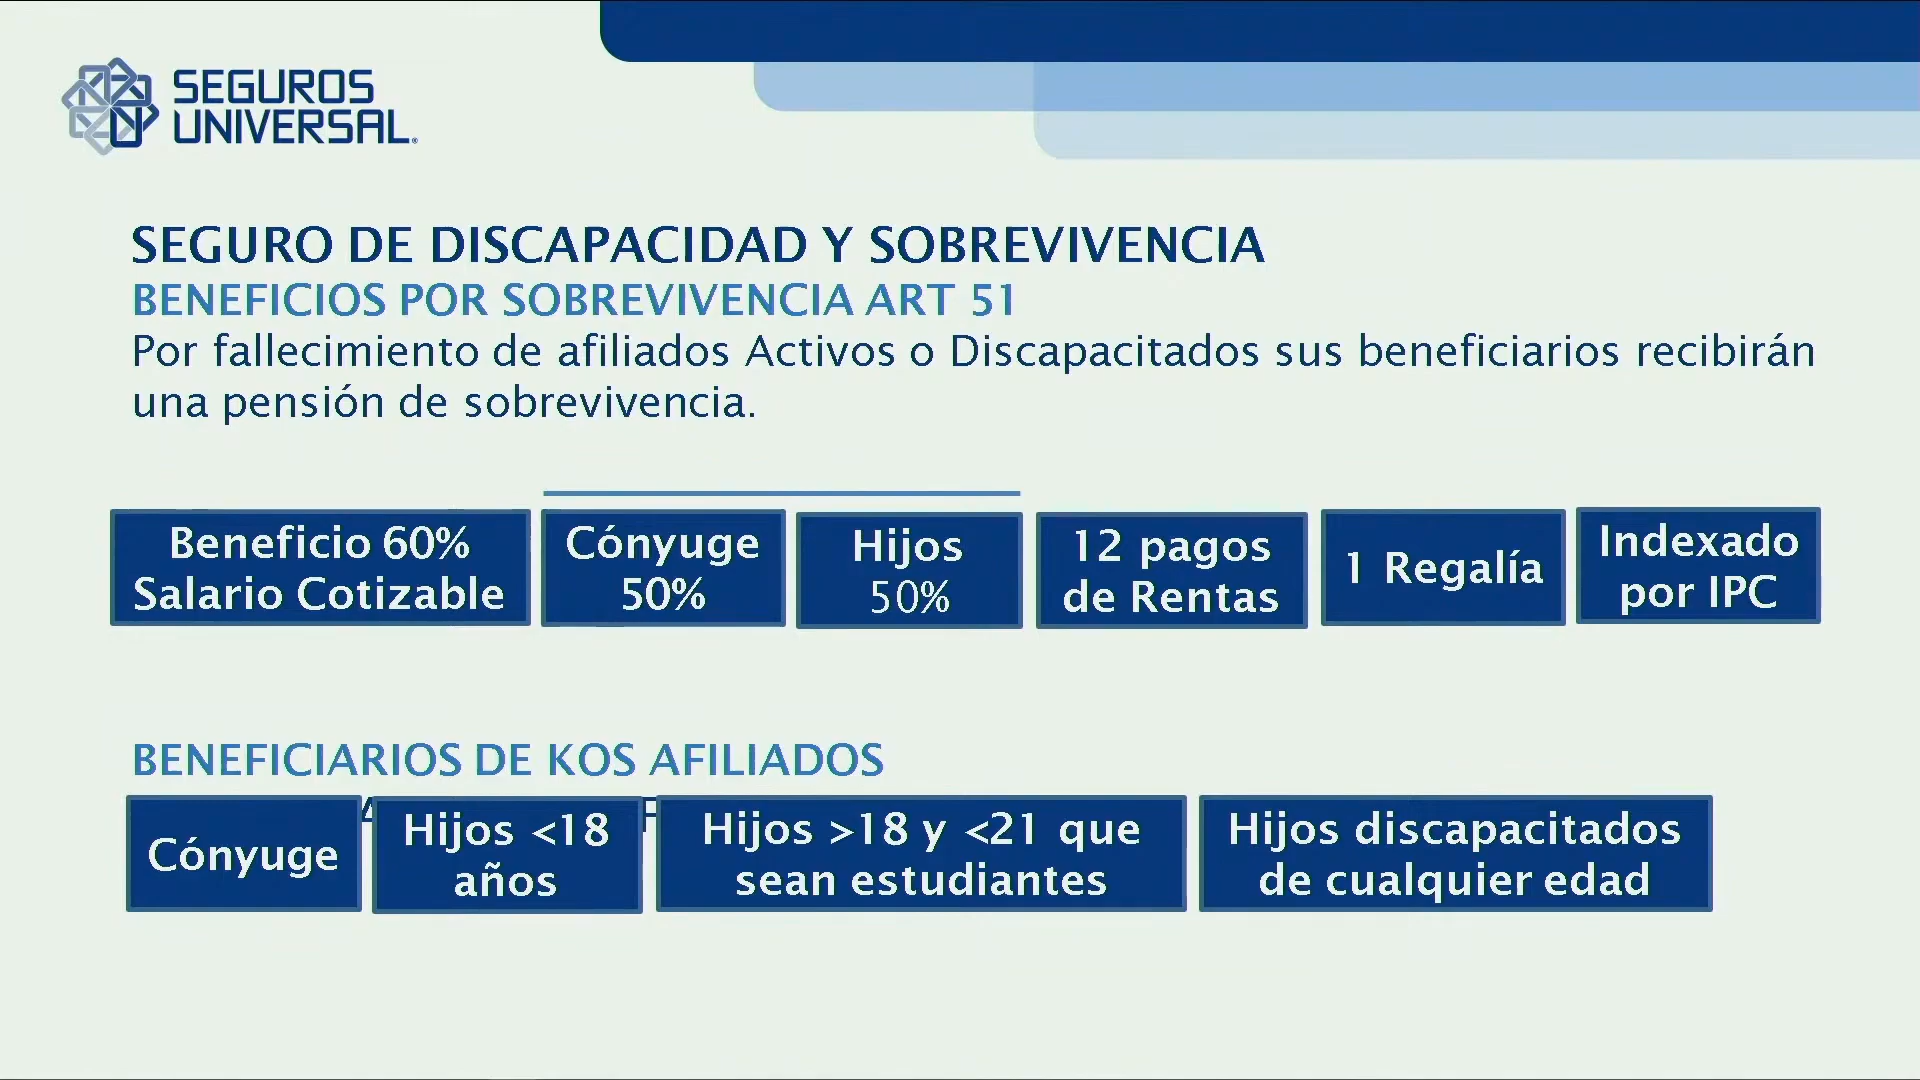 SEGUROS
UNIVERSAL.
SEGURO DE DISCAPACIDAD Y SOBREVIVENCIA
BENEFICIOS POR SOBREVIVENCIA ART 51
Por fallecimiento de afiliados Activos o Discapacitados sus beneficiarios recibirán
una pensión de sobrevivencia.
Beneficio 60%
Salario Cotizable
Cónyuge
50%
Hijos
50%
12 pagos
de Rentas
1 Regalía
Indexado
por IPC
BENEFICIARIOS DE KOS AFILIADOS
Cónyuge
Hijos <18
años
Hijos >18 y <21 que
sean estudiantes
Hijos discapacitados
de cualquier edad